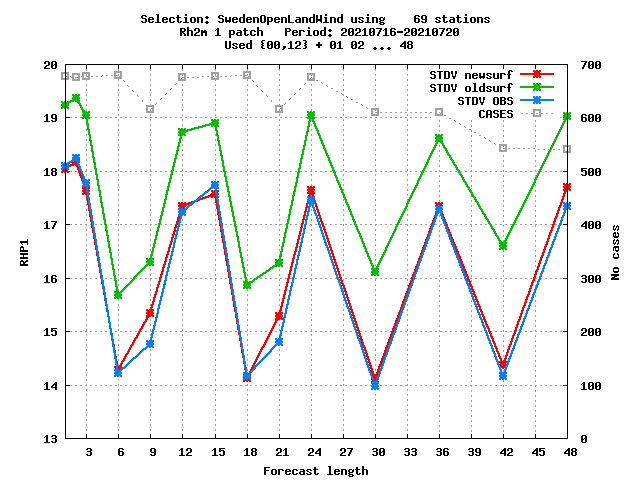 Selection: SwedenOpenLandWind using    69 stations
Rh2m 1 patch   Period: 20210716-20210720
Used {00,12} + 01 02 ... 48
20
19
18
17
16
15
14
13
RHP1
700
600
500
400
300
200
100
0
No cases
STDV newsurf
STDV oldsurf
STDV OBS
CASES
3 6 9 12 15 18 21 24 27 30 33 36 39 42 45 48
Forecast length